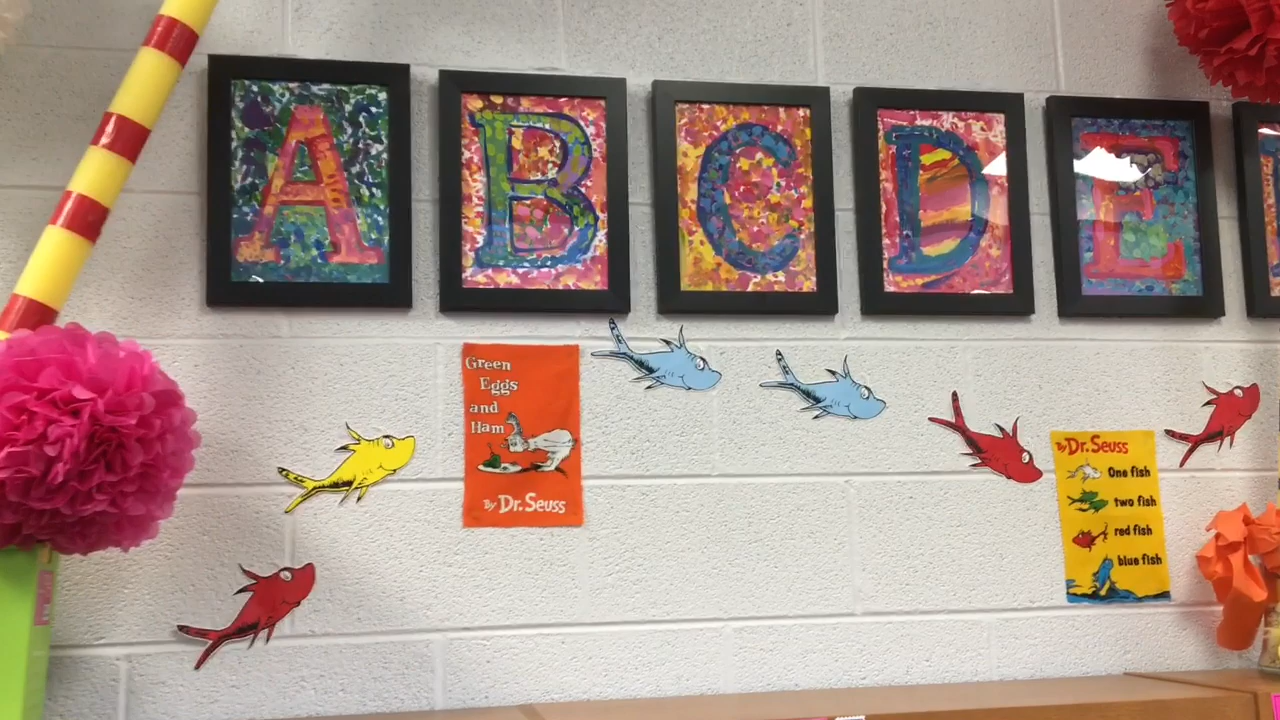 A
B
C
D
E
Green
Eggs
and
Ham
By Dr. Seuss
By Dr. Seuss
One fish
two fish
red fish
blue fish